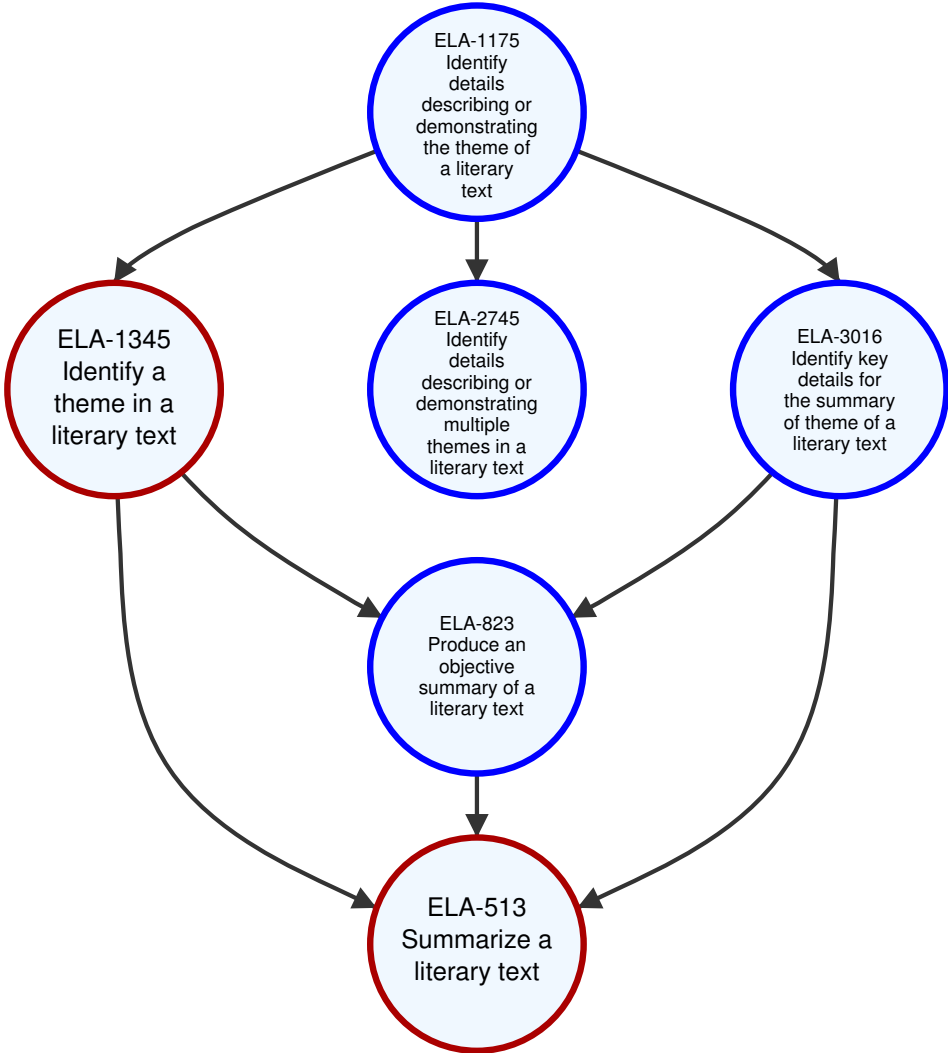 ELA-1175
Identify
details
describing or
demonstrating
the theme of
a literary
text
ELA-1345
Identify a
theme in a
literary text
ELA-2745
Identify
details
describing or
demonstrating
multiple
themes in a
literary text
ELA-3016
Identify key
details for
the summary
of theme of a
literary text
ELA-823
Produce an
objective
summary of a
literary text
ELA-513
Summarize a
literary text